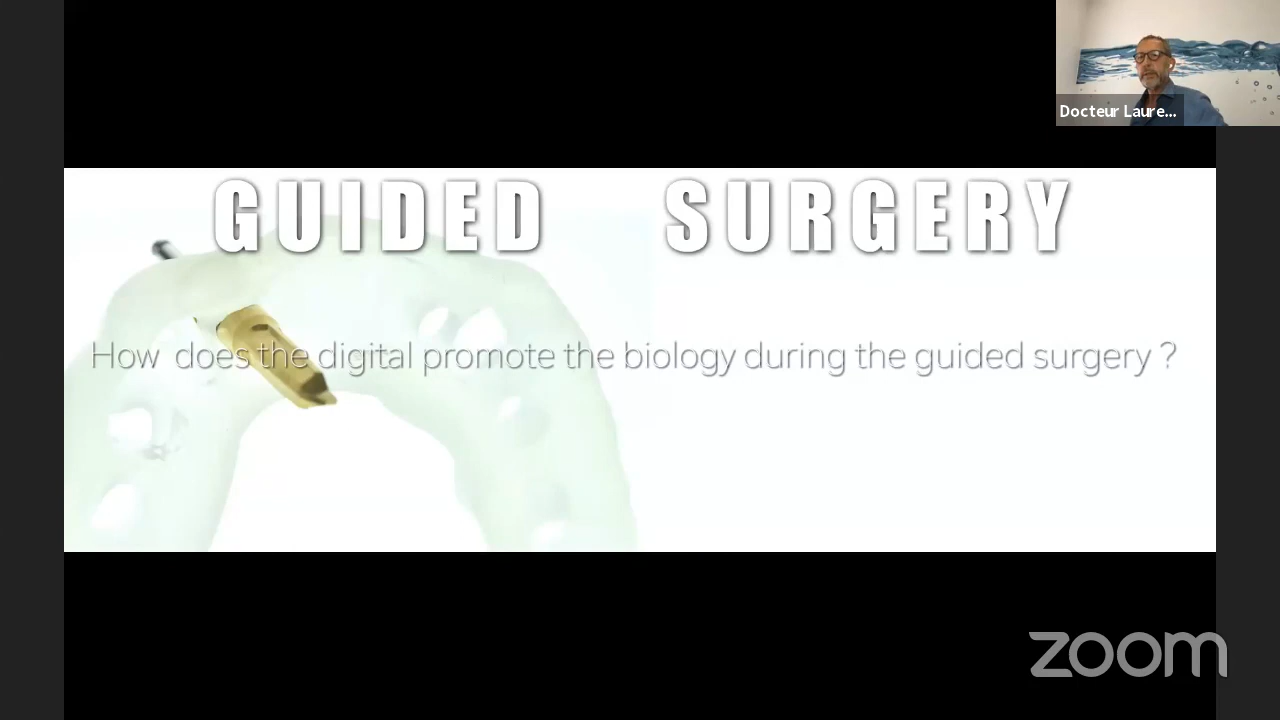 Docteur Laure...
GUIDED SURGERY
How does the digital promote the biology during the guided surgery ?
zoom